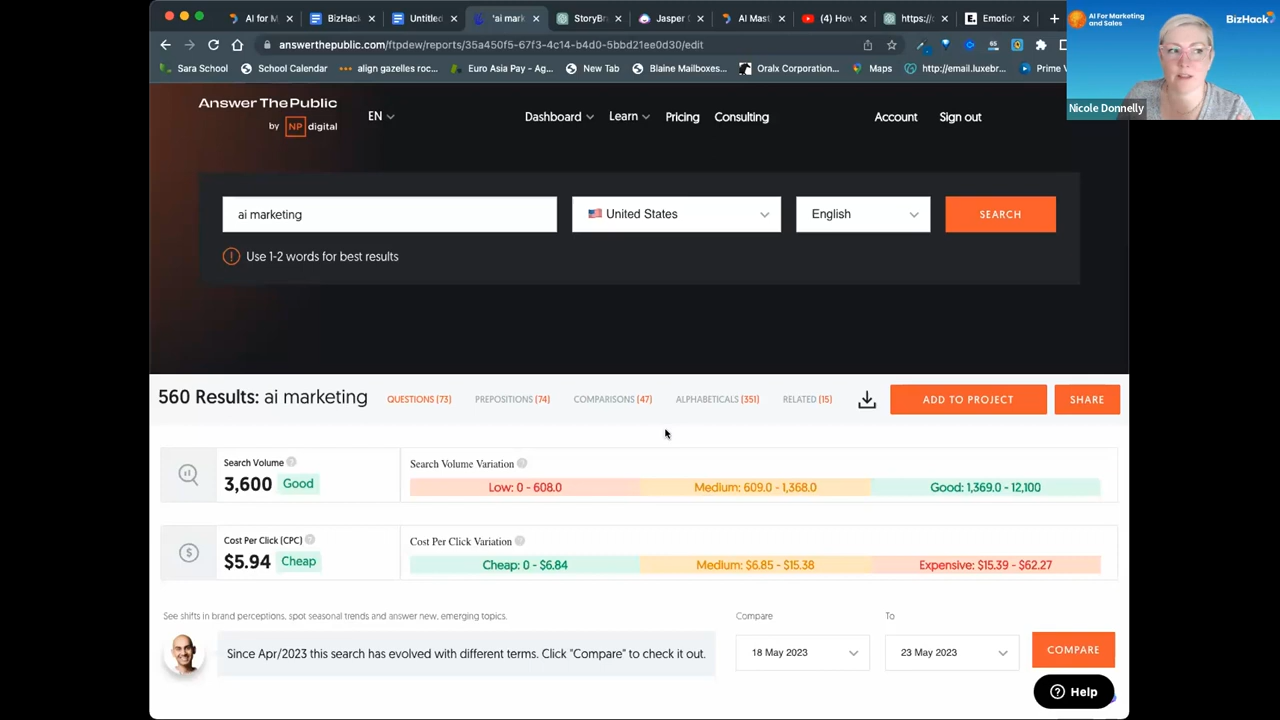 AI for M
BizHack
Untitled
'ai mark
StoryBr
Jasper
AI Mast
(4) How
https://c
Emotion
AI For Marketing
and Sales
BizHack
answerthepublic.com/ftpdew/reports/35a450f5-67f3-4c14-b4d0-5bbd21ee0d30/edit
Sara School
School Calendar
align gazelles roc...
Euro Asia Pay - Ag...
New Tab
Blaine Mailboxes...
Oralx Corporation...
Maps
http://email.luxebr...
Prime V
Nicole Donnelly
Answer The Public
by NP digital
EN
Dashboard
Learn
Pricing
Consulting
Account
Sign out
ai marketing
United States
English
SEARCH
! Use 1-2 words for best results
560 Results: ai marketing
QUESTIONS (73)
PREPOSITIONS (74)
COMPARISONS (47)
ALPHABETICALS (351)
RELATED (15)
ADD TO PROJECT
SHARE
Search Volume ?
3,600 Good
Search Volume Variation ?
Low: 0 - 608.0
Medium: 609.0 - 1,368.0
Good: 1,369.0 - 12,100
$
Cost Per Click (CPC) ?
$5.94 Cheap
Cost Per Click Variation ?
Cheap: 0 - $6.84
Medium: $6.85 - $15.38
Expensive: $15.39 - $62.27
See shifts in brand perceptions, spot seasonal trends and answer new, emerging topics.
Compare
To
Since Apr/2023 this search has evolved with different terms. Click "Compare" to check it out.
18 May 2023
23 May 2023
COMPARE
? Help